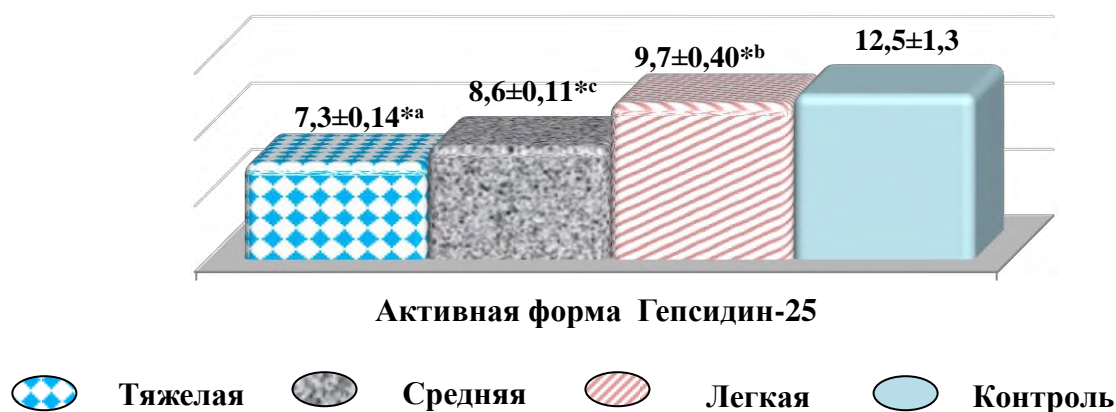 12,5±1,3
9,7±0,40*b
8,6±0,11*c
7,3±0,14*a
Активная форма Гепсидин-25
Тяжелая Средняя Легкая Контроль